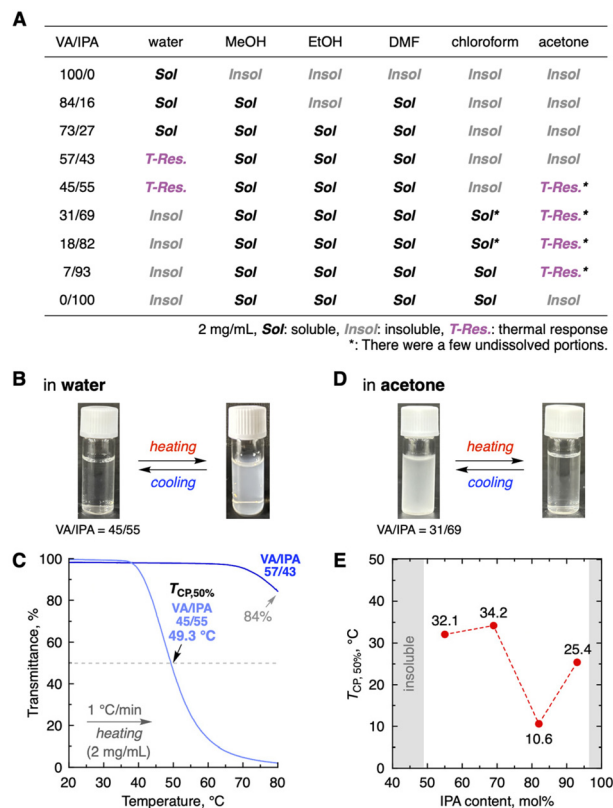 A
VA/IPA water MeOH EtOH DMF chloroform acetone
100/0 Sol Insol Insol Insol Insol Insol
84/16 Sol Sol Insol Sol Insol Insol
73/27 Sol Sol Sol Sol Insol Insol
57/43 T-Res. Sol Sol Sol Insol Insol
45/55 T-Res. Sol Sol Sol Insol T-Res.*
31/69 Insol Sol Sol Sol Sol* T-Res.*
18/82 Insol Sol Sol Sol Sol* T-Res.*
7/93 Insol Sol Sol Sol Sol T-Res.*
0/100 Insol Sol Sol Sol Sol Insol
2 mg/mL, Sol: soluble, Insol: insoluble, T-Res.: thermal response
*: There were a few undissolved portions.
B in water
heating
cooling
VA/IPA = 45/55
D in acetone
heating
cooling
VA/IPA = 31/69
C
Transmittance, %
100
80
60
40
20
0
VA/IPA
57/43
84%
TCP,50%
VA/IPA
45/55
49.3 °C
1 °C/min
heating
(2 mg/mL)
20 30 40 50 60 70 80
Temperature, °C
E
TCP, 50%, °C
50
40
30
20
10
0
insoluble
32.1
34.2
10.6
25.4
40 50 60 70 80 90 100
IPA content, mol%